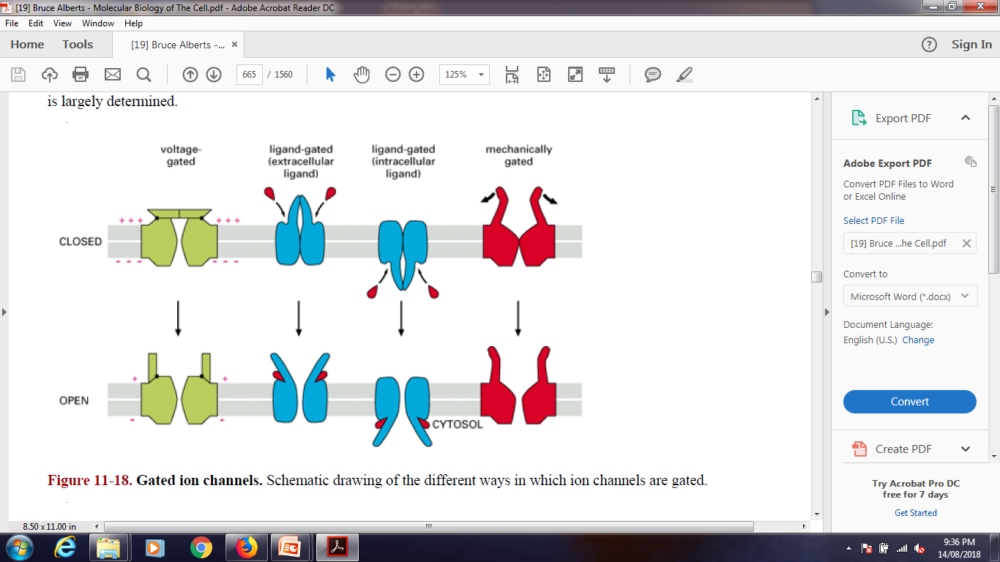 [19] Bruce Alberts - Molecular Biology of The Cell.pdf - Adobe Acrobat Reader DC
File Edit View Window Help
Home Tools [19] Bruce Alberts -... × Sign In
665 / 1560 125%
is largely determined.
voltage-
gated
ligand-gated
(extracellular
ligand)
ligand-gated
(intracellular
ligand)
mechanically
gated
+ + + + + +
CLOSED
- - - - - -
+ +
OPEN
- -
CYTOSOL
Figure 11-18. Gated ion channels. Schematic drawing of the different ways in which ion channels are gated.
8.50 x 11.00 in
Export PDF
Adobe Export PDF
Convert PDF Files to Word
or Excel Online
Select PDF File
[19] Bruce ...he Cell.pdf
Convert to
Microsoft Word (*.docx)
Document Language:
English (U.S.) Change
Convert
Create PDF
Try Acrobat Pro DC
free for 7 days
Get Started
9:36 PM
14/08/2018